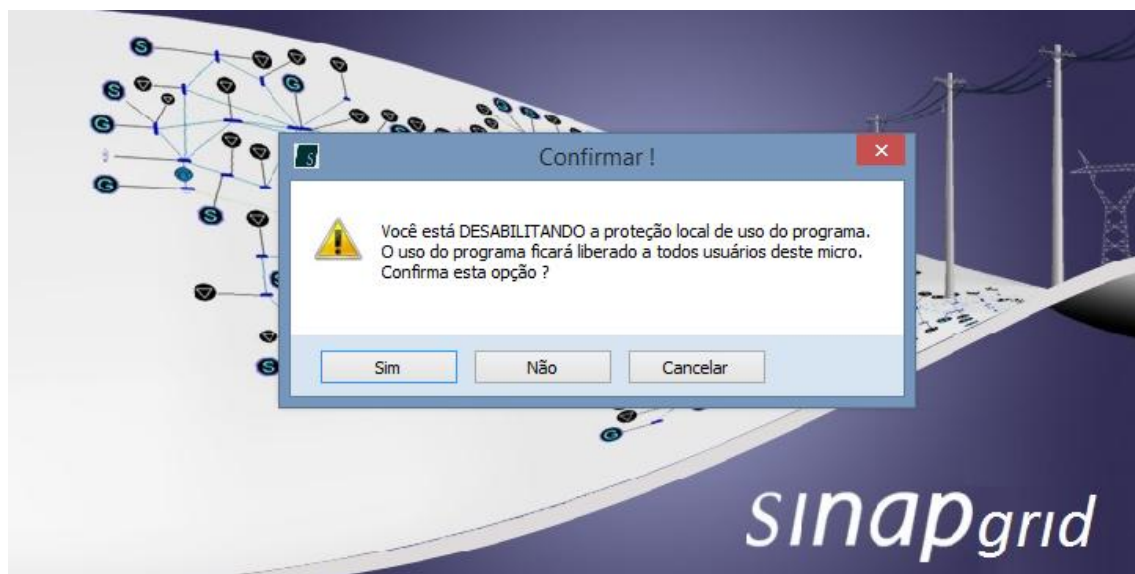 Confirmar !
Você está DESABILITANDO a proteção local de uso do programa.
O uso do programa ficará liberado a todos usuários deste micro.
Confirma esta opção ?
Sim
Não
Cancelar
sınapgrıd
S
G
S
G
G
S
S
G